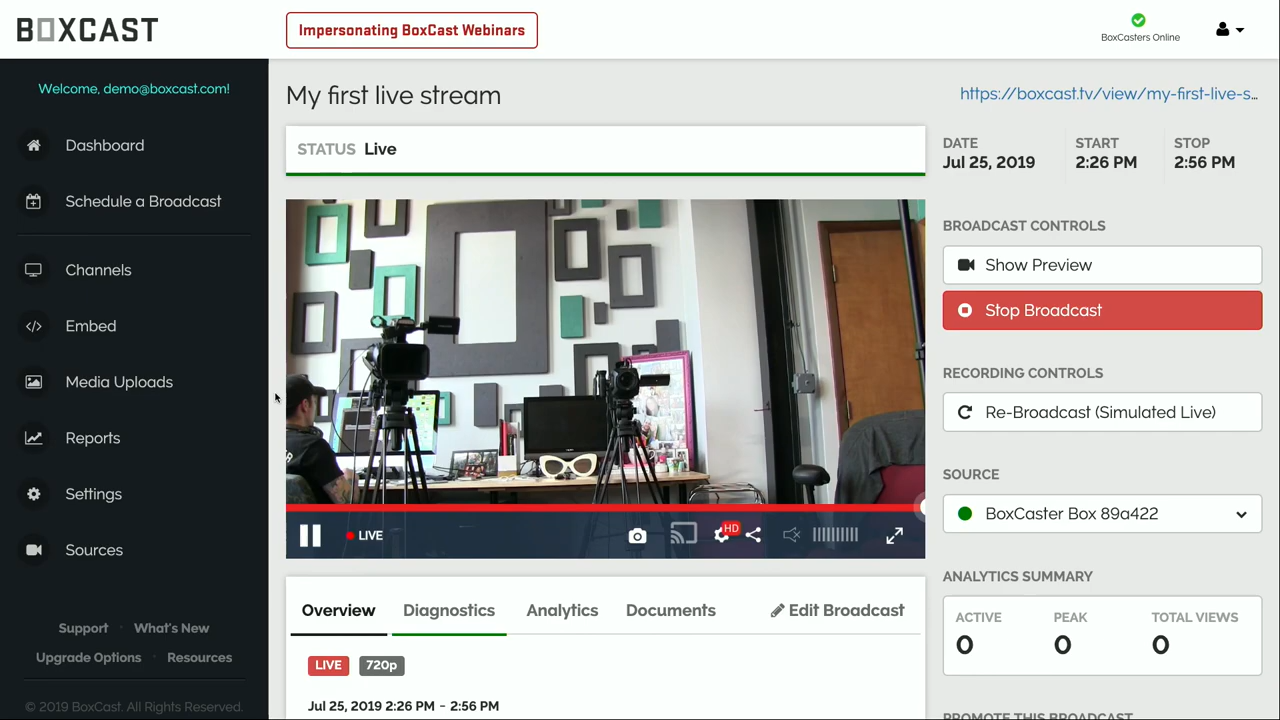 BOXCAST
Impersonating BoxCast Webinars
BoxCasters Online
Welcome, demo@boxcast.com!
Dashboard
Schedule a Broadcast
Channels
Embed
Media Uploads
Reports
Settings
Sources
Support · What's New
Upgrade Options · Resources
© 2019 BoxCast. All Rights Reserved.
My first live stream
https://boxcast.tv/view/my-first-live-s...
STATUS Live
LIVE
HD
Overview
Diagnostics
Analytics
Documents
Edit Broadcast
LIVE 720p
Jul 25, 2019 2:26 PM - 2:56 PM
DATE START STOP
Jul 25, 2019 2:26 PM 2:56 PM
BROADCAST CONTROLS
Show Preview
Stop Broadcast
RECORDING CONTROLS
Re-Broadcast (Simulated Live)
SOURCE
BoxCaster Box 89a422
ANALYTICS SUMMARY
ACTIVE PEAK TOTAL VIEWS
0 0 0
PROMOTE THIS BROADCAST